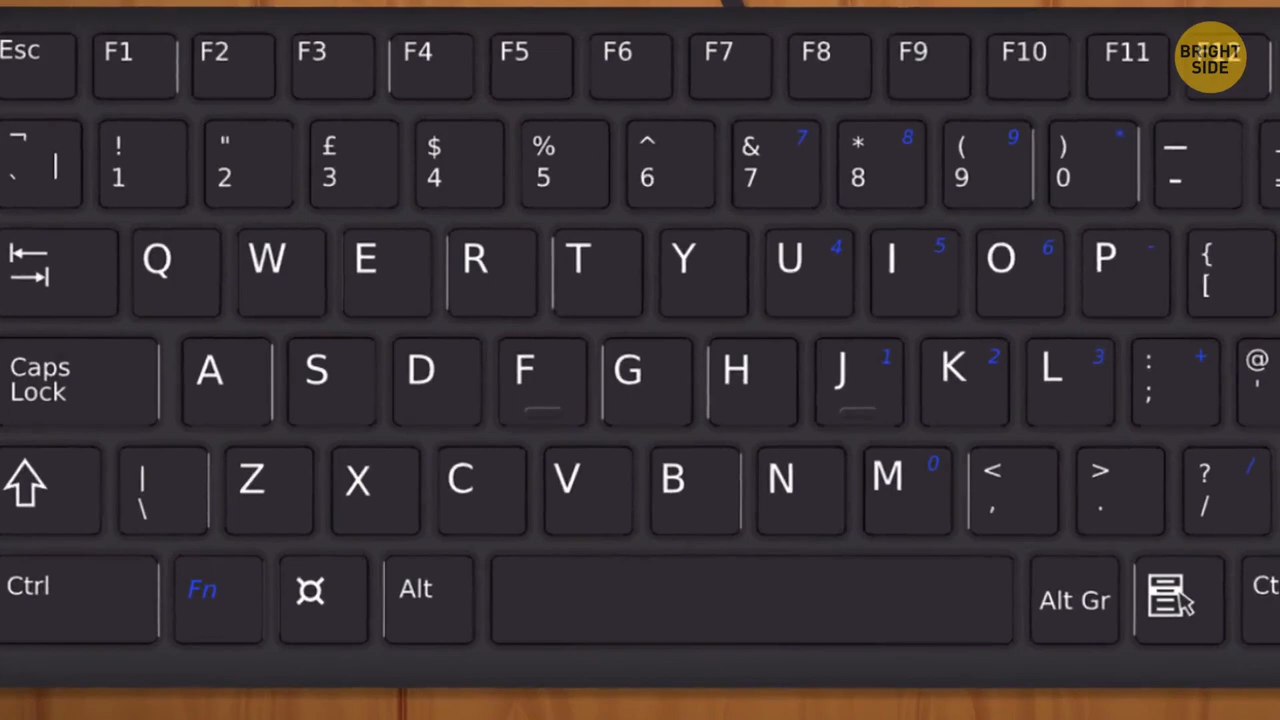 Esc F1 F2 F3 F4 F5 F6 F7 F8 F9 F10 F11
BRIGHT
SIDE
¬ ! " £ $ % ^ & 7 * 8 ( 9 ) * —
` | 1 2 3 4 5 6 7 8 9 0 -
Q W E R T Y U 4 I 5 O 6 P - {
[
Caps
Lock
A S D F G H J 1 K 2 L 3 : + @
; '
| Z X C V B N M 0 < > ? /
\ , . /
Ctrl Fn ¤ Alt Alt Gr Ct